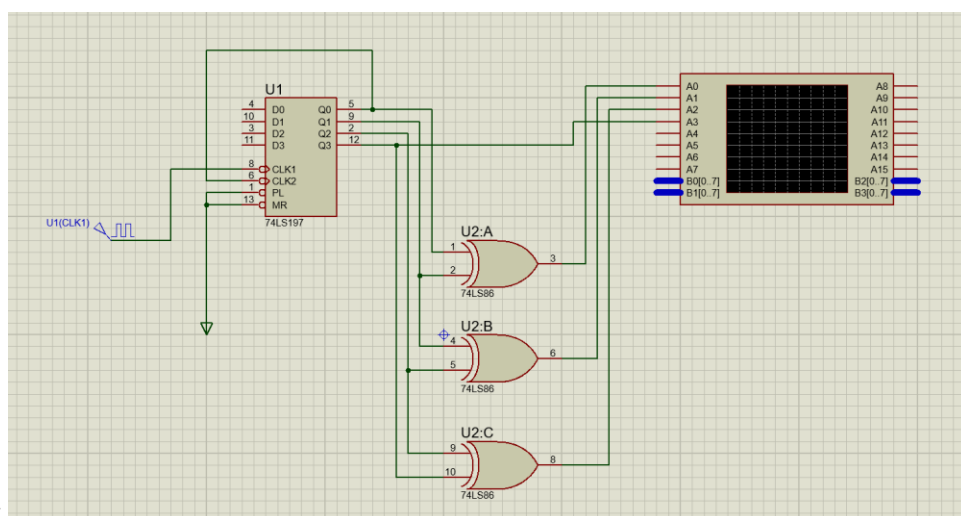 U1
4 D0 Q0 5
10 D1 Q1 9
3 D2 Q2 2
11 D3 Q3 12
8 CLK1
6 CLK2
1 PL
13 MR
74LS197
U1(CLK1)
U2:A
1
2
3
74LS86
U2:B
4
5
6
74LS86
U2:C
9
10
8
74LS86
A0 A8
A1 A9
A2 A10
A3 A11
A4 A12
A5 A13
A6 A14
A7 A15
B0[0..7] B2[0..7]
B1[0..7] B3[0..7]